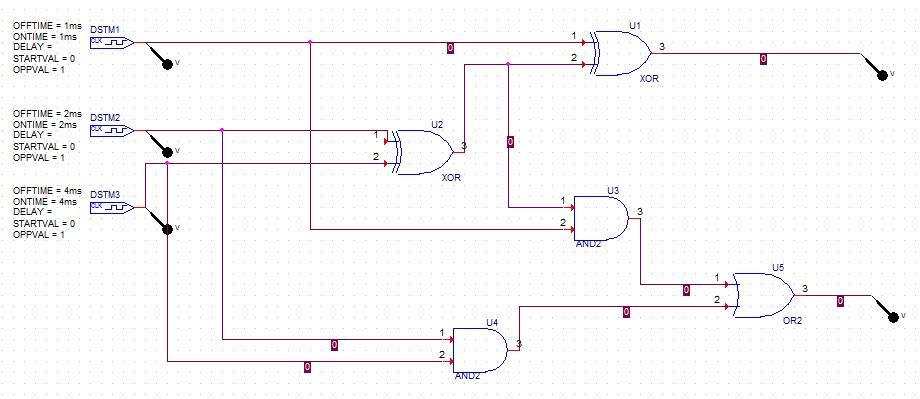 OFFTIME = 1ms
ONTIME = 1ms
DELAY =
STARTVAL = 0
OPPVAL = 1
DSTM1
CLK
V
0
1
2
U1
3
XOR
0
V
OFFTIME = 2ms
ONTIME = 2ms
DELAY =
STARTVAL = 0
OPPVAL = 1
DSTM2
CLK
V
1
2
U2
3
XOR
0
OFFTIME = 4ms
ONTIME = 4ms
DELAY =
STARTVAL = 0
OPPVAL = 1
DSTM3
CLK
V
1
2
U3
3
AND2
0
1
2
U5
3
OR2
0
V
0
0
0
1
2
U4
3
AND2